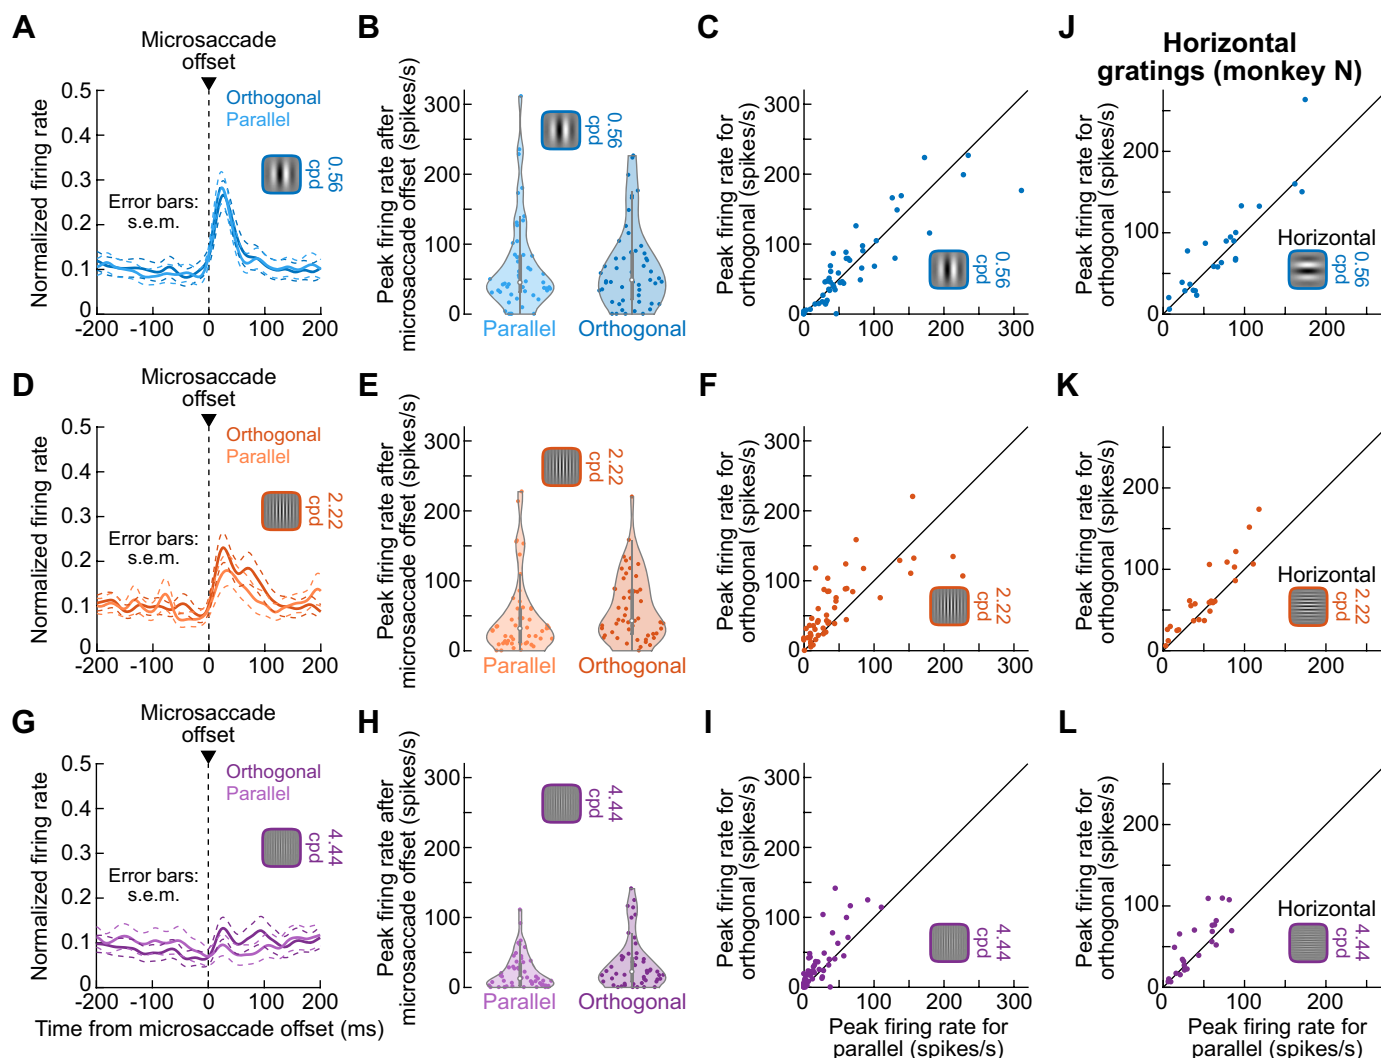 A
Microsaccade
offset
Normalized firing rate
0.5
0.4
0.3
0.2
0.1
0
Orthogonal
Parallel
0.56
cpd
Error bars:
s.e.m.
-200 -100 0 100 200
B
Peak firing rate after
microsaccade offset (spikes/s)
300
200
100
0
0.56
cpd
Parallel Orthogonal
C
Peak firing rate for
orthogonal (spikes/s)
300
200
100
0
0.56
cpd
0 100 200 300
J
Horizontal
gratings (monkey N)
Peak firing rate for
orthogonal (spikes/s)
200
100
0
Horizontal
0.56
cpd
0 100 200
D
Microsaccade
offset
Normalized firing rate
0.5
0.4
0.3
0.2
0.1
0
Orthogonal
Parallel
2.22
cpd
Error bars:
s.e.m.
-200 -100 0 100 200
E
Peak firing rate after
microsaccade offset (spikes/s)
300
200
100
0
2.22
cpd
Parallel Orthogonal
F
Peak firing rate for
orthogonal (spikes/s)
300
200
100
0
2.22
cpd
0 100 200 300
K
Peak firing rate for
orthogonal (spikes/s)
200
100
0
Horizontal
2.22
cpd
0 100 200
G
Microsaccade
offset
Normalized firing rate
0.5
0.4
0.3
0.2
0.1
0
Orthogonal
Parallel
4.44
cpd
Error bars:
s.e.m.
-200 -100 0 100 200
Time from microsaccade offset (ms)
H
Peak firing rate after
microsaccade offset (spikes/s)
300
200
100
0
4.44
cpd
Parallel Orthogonal
I
Peak firing rate for
orthogonal (spikes/s)
300
200
100
0
4.44
cpd
0 100 200 300
Peak firing rate for
parallel (spikes/s)
L
Peak firing rate for
orthogonal (spikes/s)
200
100
0
Horizontal
4.44
cpd
0 100 200
Peak firing rate for
parallel (spikes/s)